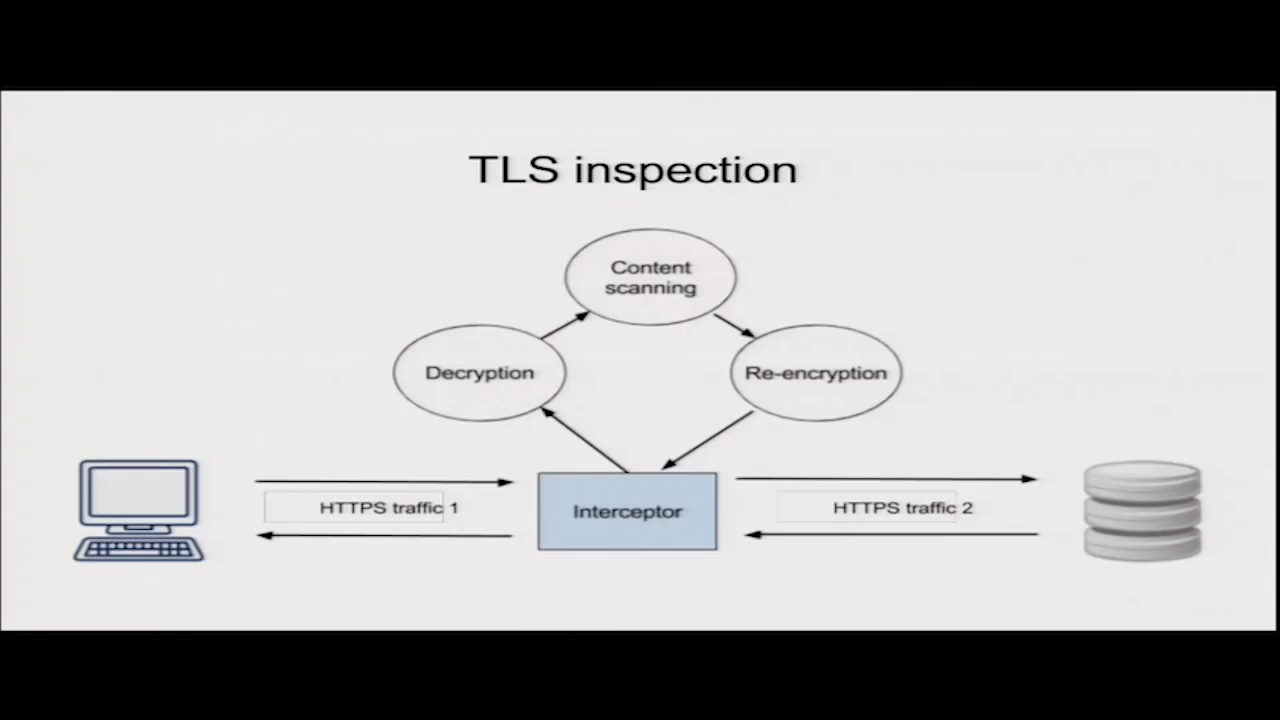 TLS inspection
Content
scanning
Decryption
Re-encryption
HTTPS traffic 1
Interceptor
HTTPS traffic 2